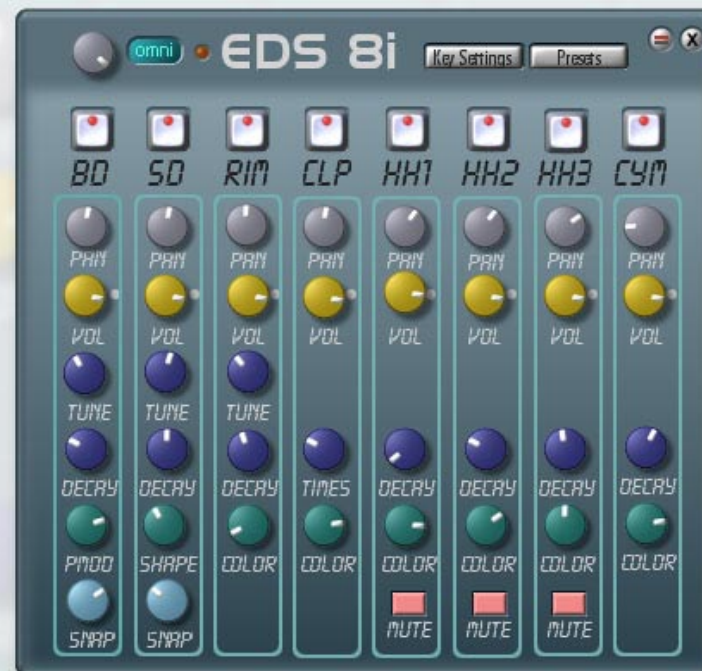 omni EDS 8i Key Settings Presets X
BD SD RIM CLP HH1 HH2 HH3 CYM
PAN PAN PAN PAN PAN PAN PAN PAN
VOL VOL VOL VOL VOL VOL VOL VOL
TUNE TUNE TUNE
DECAY DECAY DECAY TIMES DECAY DECAY DECAY DECAY
PMOD SHAPE COLOR COLOR COLOR COLOR COLOR COLOR
SNAP SNAP MUTE MUTE MUTE